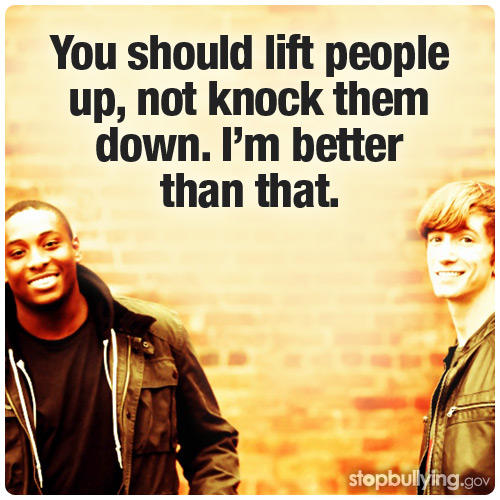 You should lift people
up, not knock them
down. I'm better
than that.
stopbullying.gov